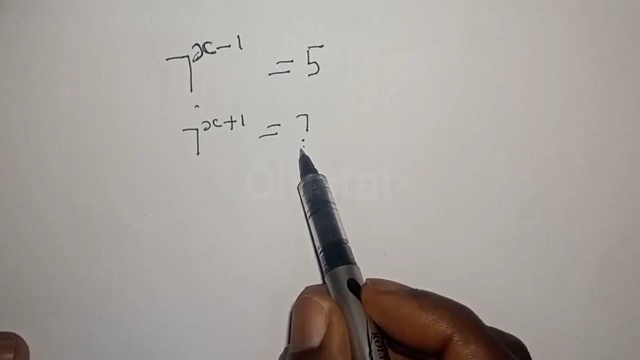 7^{x-1} = 5
7^{x+1} = ?